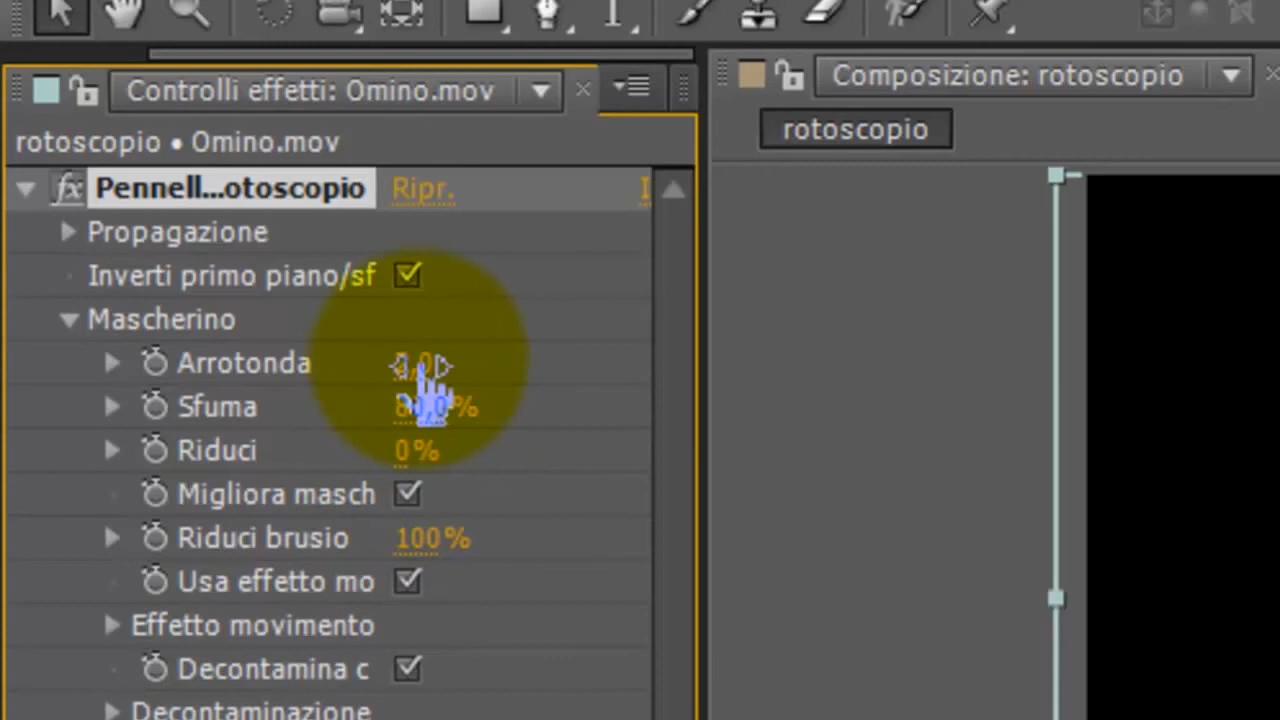 Controlli effetti: Omino.mov
Composizione: rotoscopio
rotoscopio
rotoscopio • Omino.mov
fx Pennell...otoscopio Ripr.
Propagazione
Inverti primo piano/sf
Mascherino
Arrotonda
Sfuma
Riduci 0%
Migliora masch
Riduci brusio 100%
Usa effetto mo
Effetto movimento
Decontamina c
Decontaminazione